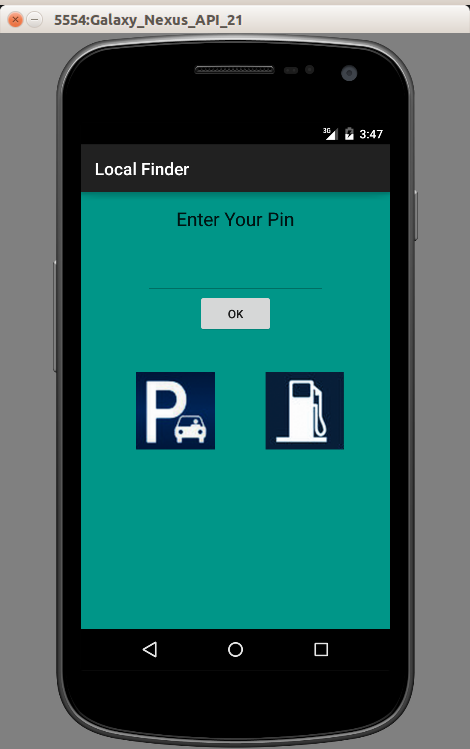 5554:Galaxy_Nexus_API_21
3G 3:47
Local Finder
Enter Your Pin
OK
P